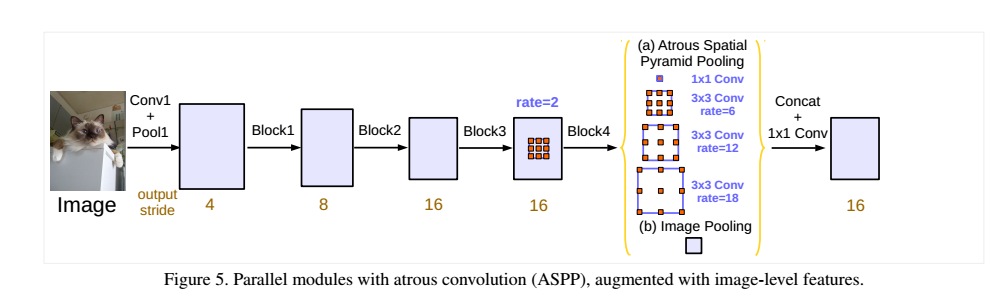 (a) Atrous Spatial
Pyramid Pooling
1x1 Conv
3x3 Conv
rate=6
3x3 Conv
rate=12
3x3 Conv
rate=18
(b) Image Pooling
Conv1
+
Pool1
Block1
Block2
Block3
rate=2
Block4
Concat
+
1x1 Conv
Image
output
stride
4
8
16
16
16
Figure 5. Parallel modules with atrous convolution (ASPP), augmented with image-level features.